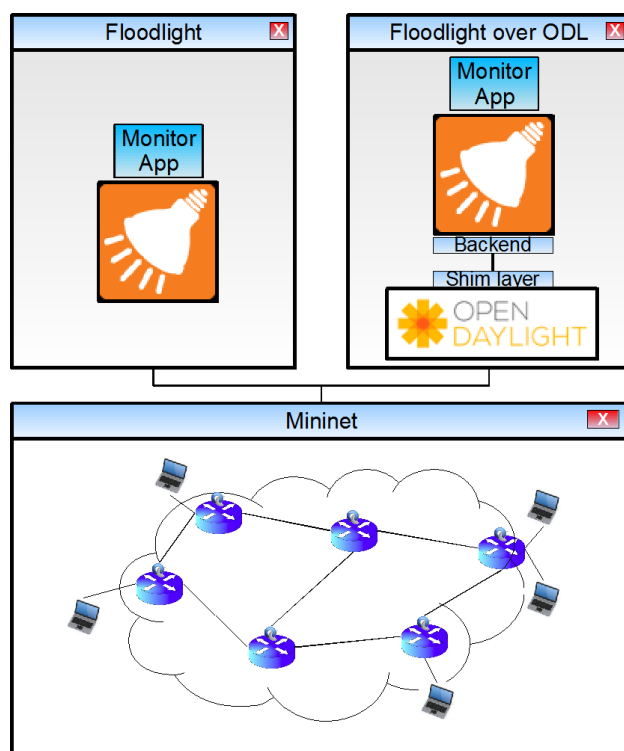 Floodlight
X
Monitor
App
Floodlight over ODL
X
Monitor
App
Backend
Shim layer
OPEN
DAYLIGHT
Mininet
X